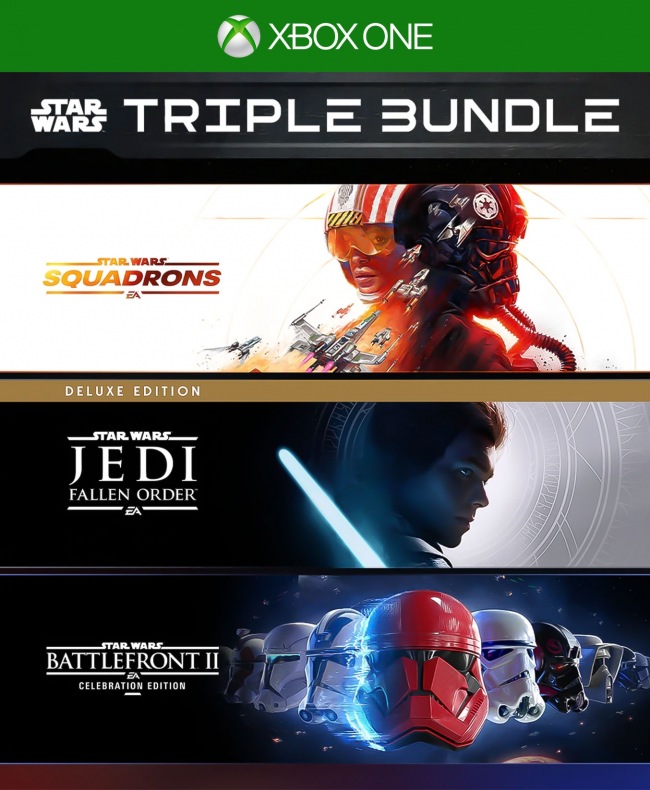 XBOX ONE
STAR WARS TRIPLE BUNDLE
STAR WARS
SQUADRONS
EA
DELUXE EDITION
STAR WARS
JEDI
FALLEN ORDER™
EA
STAR WARS
BATTLEFRONT II
EA
CELEBRATION EDITION